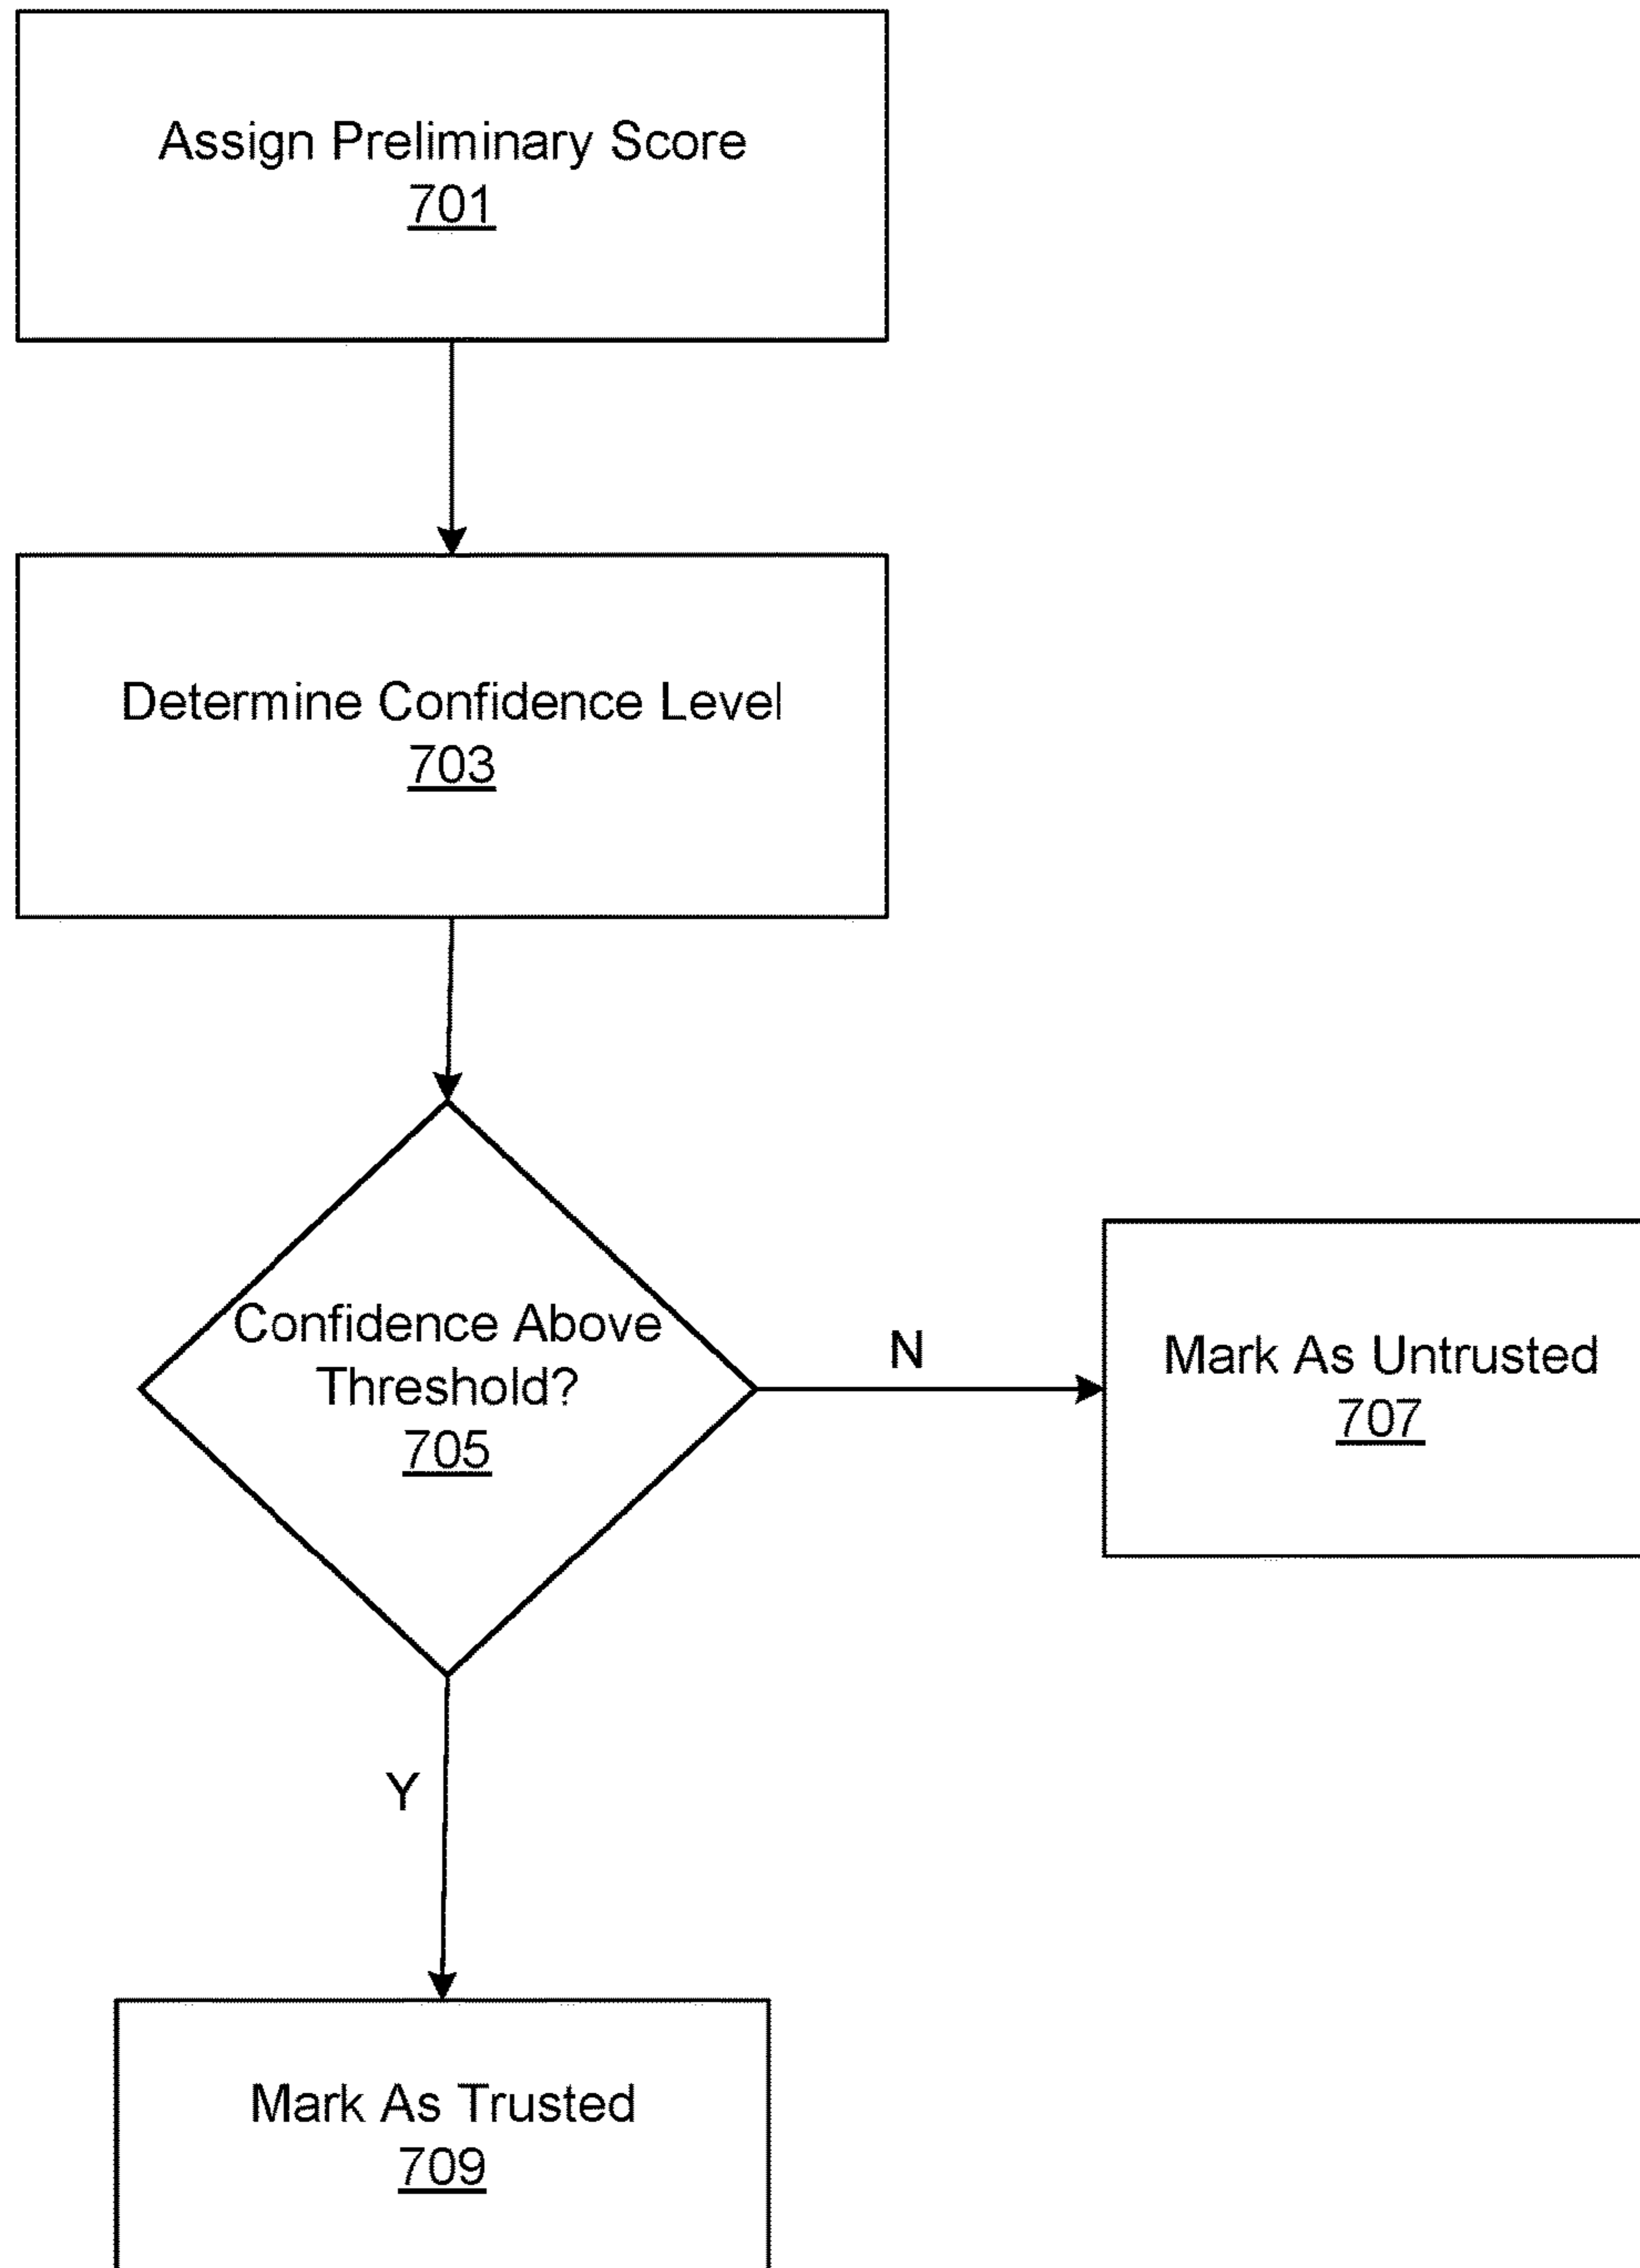 Assign Preliminary Score
701
Determine Confidence Level
703
Confidence Above
Threshold?
705
N
Mark As Untrusted
707
Y
Mark As Trusted
709